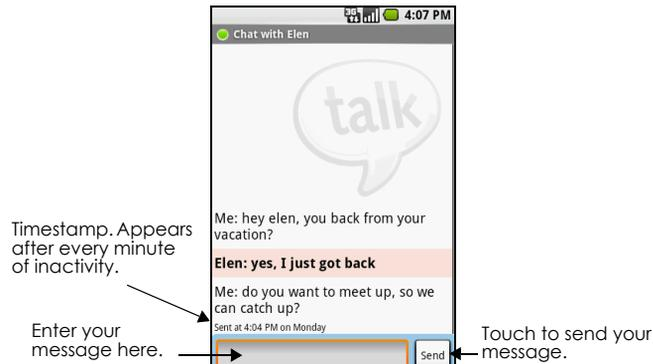 3G
4:07 PM
Chat with Elen
talk
Me: hey elen, you back from your
vacation?
Elen: yes, I just got back
Me: do you want to meet up, so we
can catch up?
Sent at 4:04 PM on Monday
Send
Timestamp. Appears
after every minute
of inactivity.
Enter your
message here.
Touch to send your
message.